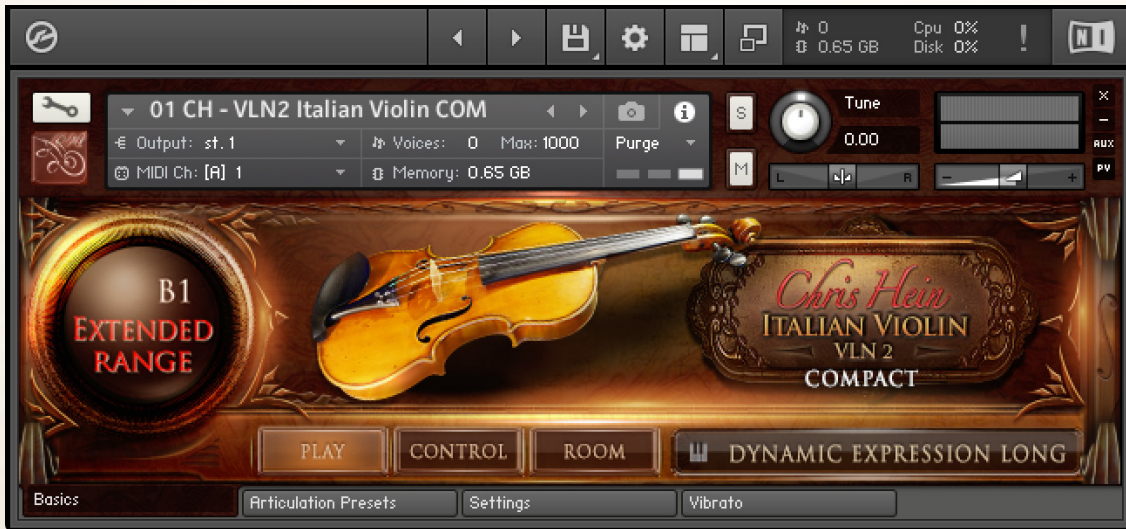 0 Cpu 0%
0.65 GB Disk 0% ! NI
01 CH - VLN2 Italian Violin COM i
Output: st.1 Voices: 0 Max: 1000 Purge
MIDI Ch: [A] 1 Memory: 0.65 GB
S
M
Tune
0.00
L R - +
×
–
AUX
PV
B1
EXTENDED
RANGE
Chris Hein
ITALIAN VIOLIN
VLN 2
COMPACT
PLAY CONTROL ROOM DYNAMIC EXPRESSION LONG
Basics Articulation Presets Settings Vibrato